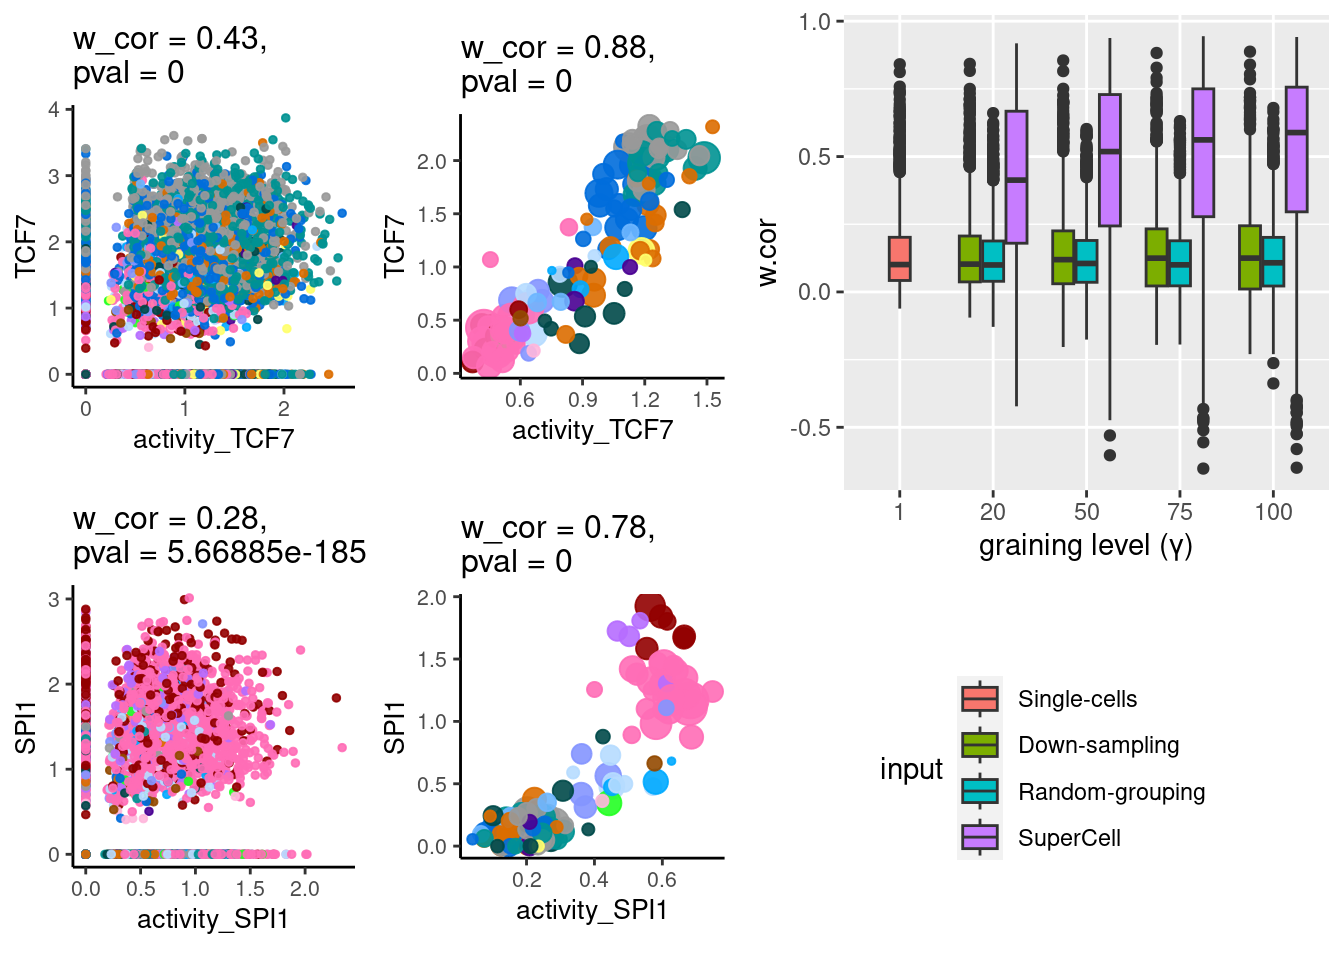 w_cor = 0.43,
pval = 0
4
3
2
1
0
TCF7
0 1 2
activity_TCF7
w_cor = 0.88,
pval = 0
2.0
1.5
1.0
0.5
0.0
TCF7
0.6 0.9 1.2 1.5
activity_TCF7
1.0
0.5
0.0
-0.5
w.cor
1 20 50 75 100
graining level (γ)
w_cor = 0.28,
pval = 5.66885e-185
3
2
1
0
SPI1
0.0 0.5 1.0 1.5 2.0
activity_SPI1
w_cor = 0.78,
pval = 0
2.0
1.5
1.0
0.5
0.0
SPI1
0.2 0.4 0.6
activity_SPI1
input
Single-cells
Down-sampling
Random-grouping
SuperCell